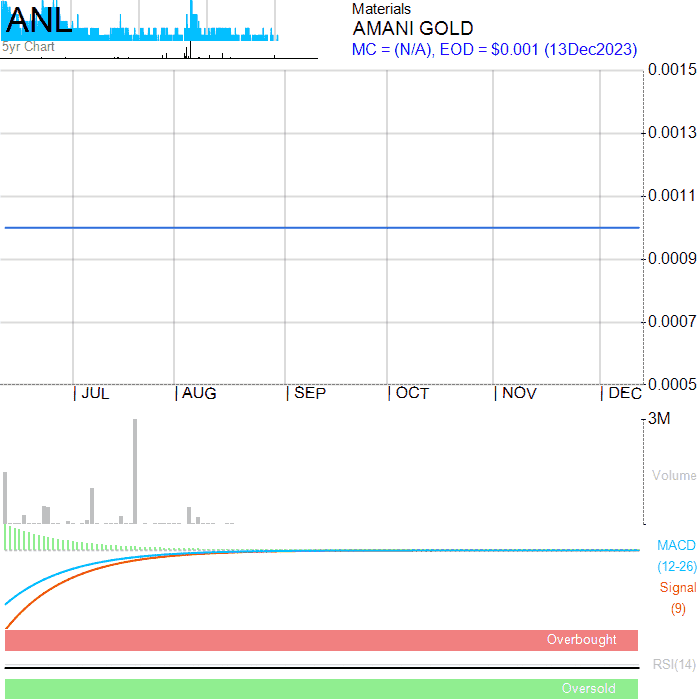 ANL
5yr Chart
Materials
AMANI GOLD
MC = (N/A), EOD = $0.001 (13Dec2023)
0.0015
0.0013
0.0011
0.0009
0.0007
0.0005
JUL AUG SEP OCT NOV DEC
3M
Volume
MACD
(12-26)
Signal
(9)
Overbought
RSI(14)
Oversold